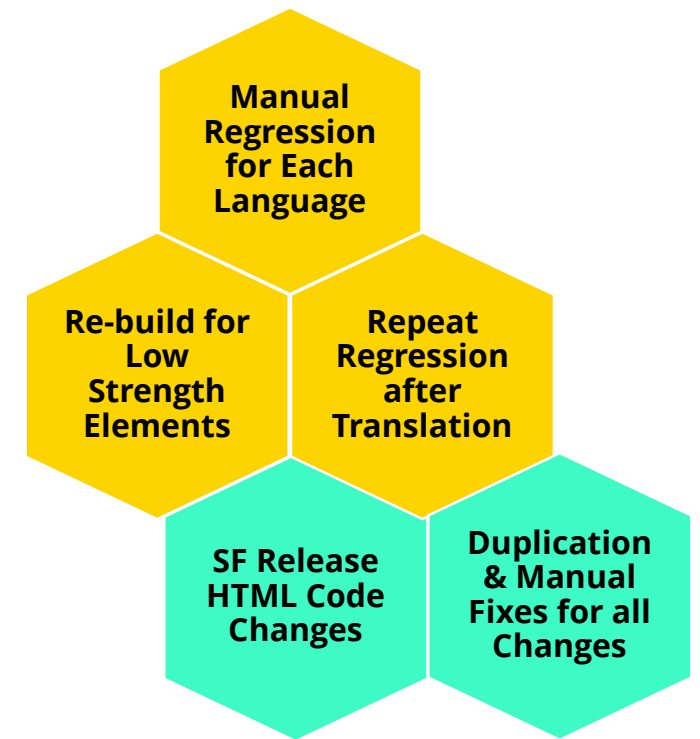 Manual
Regression
for Each
Language
Re-build for
Low
Strength
Elements
Repeat
Regression
after
Translation
SF Release
HTML Code
Changes
Duplication
& Manual
Fixes for all
Changes